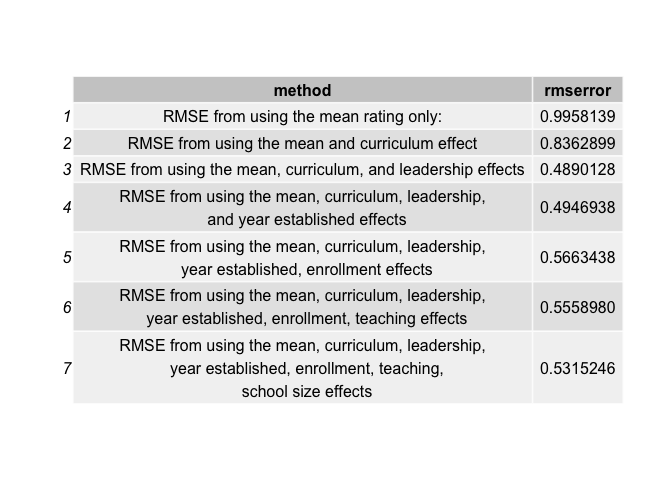 method rmserror
1 RMSE from using the mean rating only: 0.9958139
2 RMSE from using the mean and curriculum effect 0.8362899
3 RMSE from using the mean, curriculum, and leadership effects 0.4890128
4 RMSE from using the mean, curriculum, leadership,
and year established effects 0.4946938
5 RMSE from using the mean, curriculum, leadership,
year established, enrollment effects 0.5663438
6 RMSE from using the mean, curriculum, leadership,
year established, enrollment, teaching effects 0.5558980
7 RMSE from using the mean, curriculum, leadership,
year established, enrollment, teaching, 0.5315246
school size effects